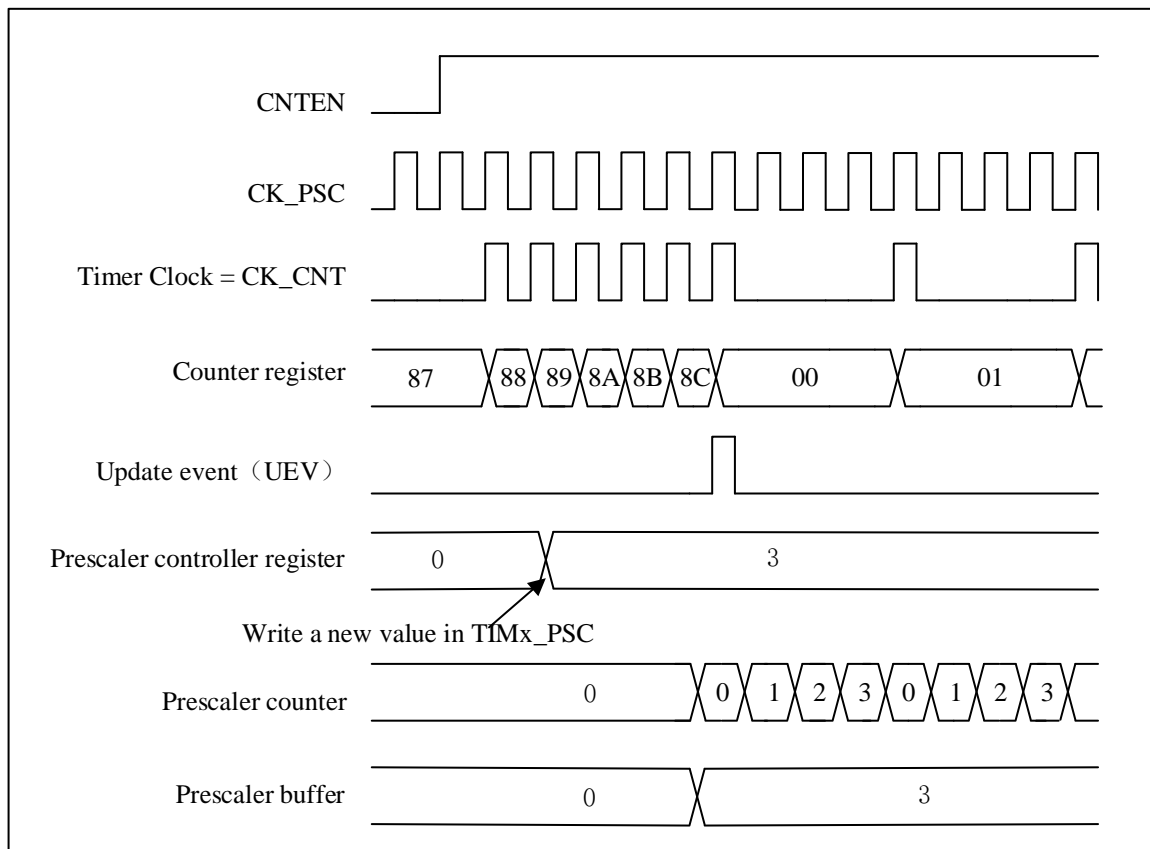 CNTEN
CK_PSC
Timer Clock = CK_CNT
Counter register
87 88 89 8A 8B 8C 00 01
Update event（UEV）
Prescaler controller register
0 3
Write a new value in TIMx_PSC
Prescaler counter
0 0 1 2 3 0 1 2 3
Prescaler buffer
0 3